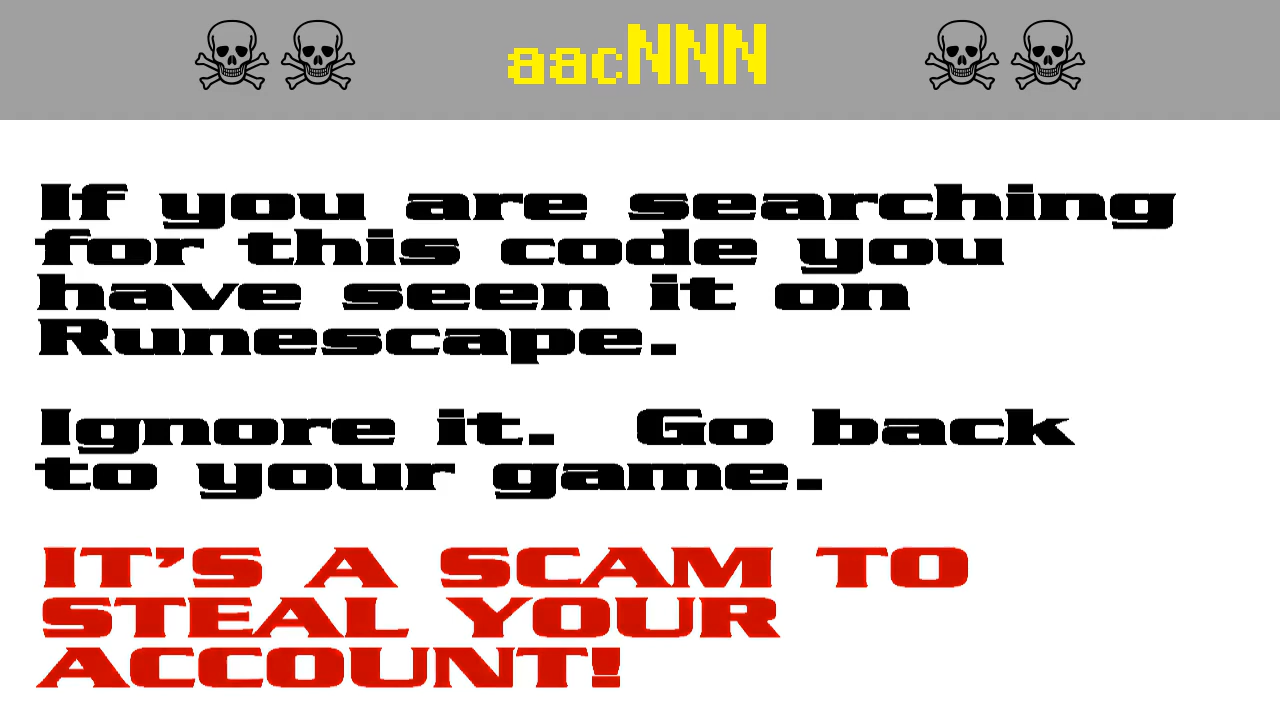 aacNNN
If you are searching
for this code you
have seen it on
Runescape.
Ignore it.  Go back
to your game.
IT'S A SCAM TO
STEAL YOUR
ACCOUNT!